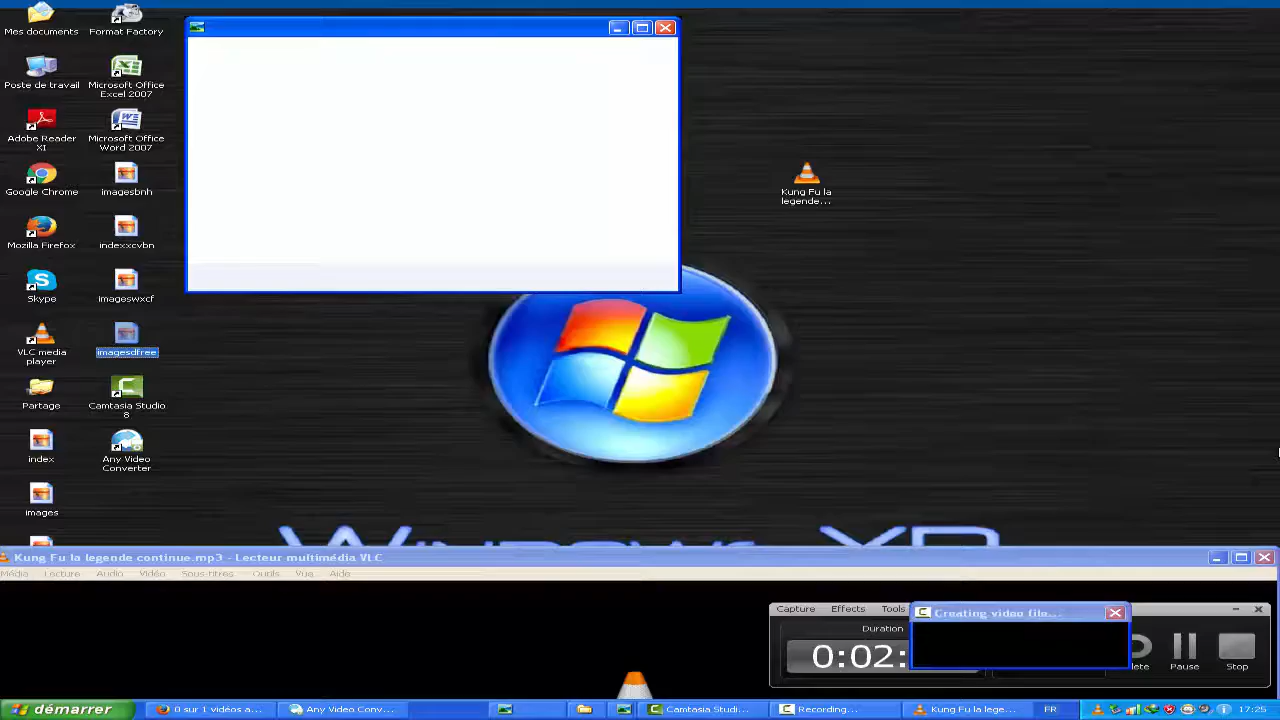 Mes documents
Format Factory
Poste de travail
Microsoft Office
Excel 2007
Adobe Reader
XI
Microsoft Office
Word 2007
Google Chrome
imagesbnh
Kung Fu la
legende...
Mozilla Firefox
indexxcvbn
Skype
imageswxcf
VLC media
player
imagesdfree
Partage
Camtasia Studio
8
index
Any Video
Converter
images
Windows XP
Kung Fu la legende continue.mp3 - Lecteur multimédia VLC
Média Lecture Audio Vidéo Sous-titres Outils Vue Aide
Capture Effects Tools
Creating video file...
Duration
0:02:
lete Pause Stop
démarrer
0 sur 1 vidéos a...
Any Video Conv...
Camtasia Studi...
Recording...
Kung Fu la lege...
FR
17:25